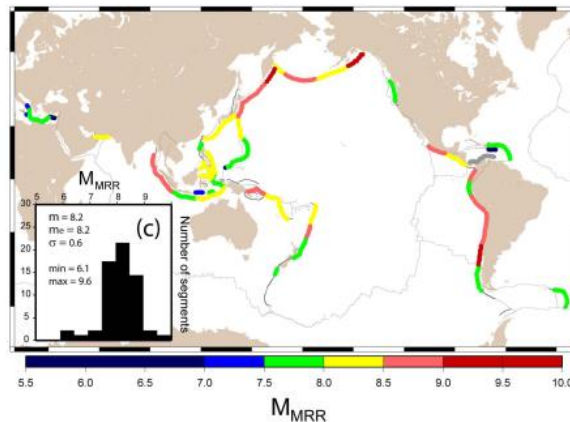 5 6 7 8 9
M_MRR
30
25
20
15
10
5
0
m = 8.2
m_e = 8.2
σ = 0.6
min = 6.1
max = 9.6
(c)
Number of segments
5.5 6.0 6.5 7.0 7.5 8.0 8.5 9.0 9.5 10.0
M_MRR